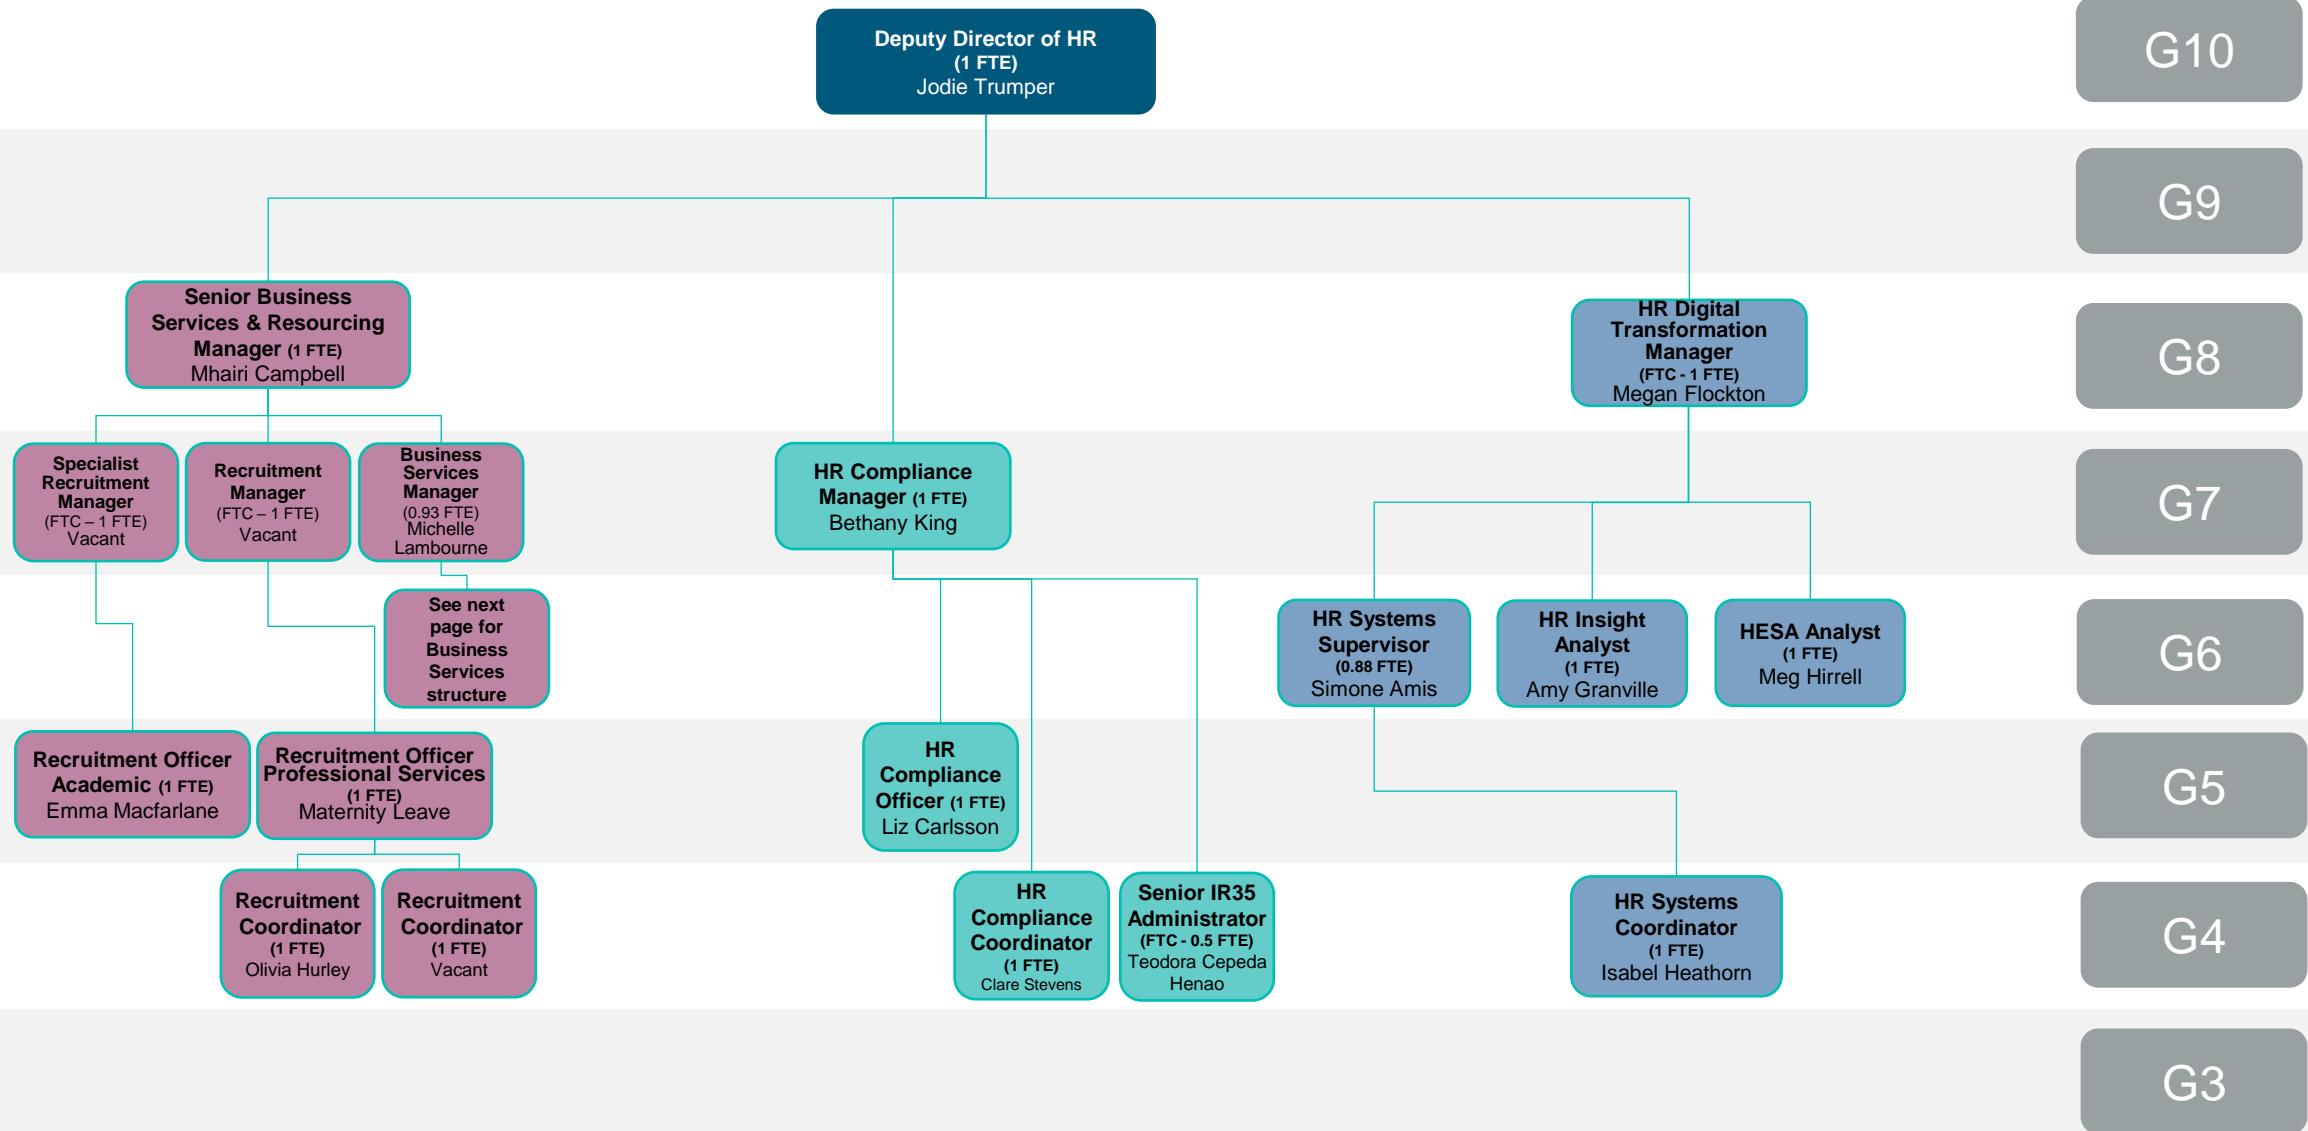 Deputy Director of HR
(1 FTE)
Jodie Trumper
G10
G9
Senior Business
Services & Resourcing
Manager (1 FTE)
Mhairi Campbell
HR Digital
Transformation
Manager
(FTC - 1 FTE)
Megan Flockton
G8
Specialist
Recruitment
Manager
(FTC – 1 FTE)
Vacant
Recruitment
Manager
(FTC – 1 FTE)
Vacant
Business
Services
Manager
(0.93 FTE)
Michelle
Lambourne
HR Compliance
Manager (1 FTE)
Bethany King
G7
See next
page for
Business
Services
structure
HR Systems
Supervisor
(0.88 FTE)
Simone Amis
HR Insight
Analyst
(1 FTE)
Amy Granville
HESA Analyst
(1 FTE)
Meg Hirrell
G6
Recruitment Officer
Academic (1 FTE)
Emma Macfarlane
Recruitment Officer
Professional Services
(1 FTE)
Maternity Leave
HR
Compliance
Officer (1 FTE)
Liz Carlsson
G5
Recruitment
Coordinator
(1 FTE)
Olivia Hurley
Recruitment
Coordinator
(1 FTE)
Vacant
HR
Compliance
Coordinator
(1 FTE)
Clare Stevens
Senior IR35
Administrator
(FTC - 0.5 FTE)
Teodora Cepeda
Henao
HR Systems
Coordinator
(1 FTE)
Isabel Heathorn
G4
G3